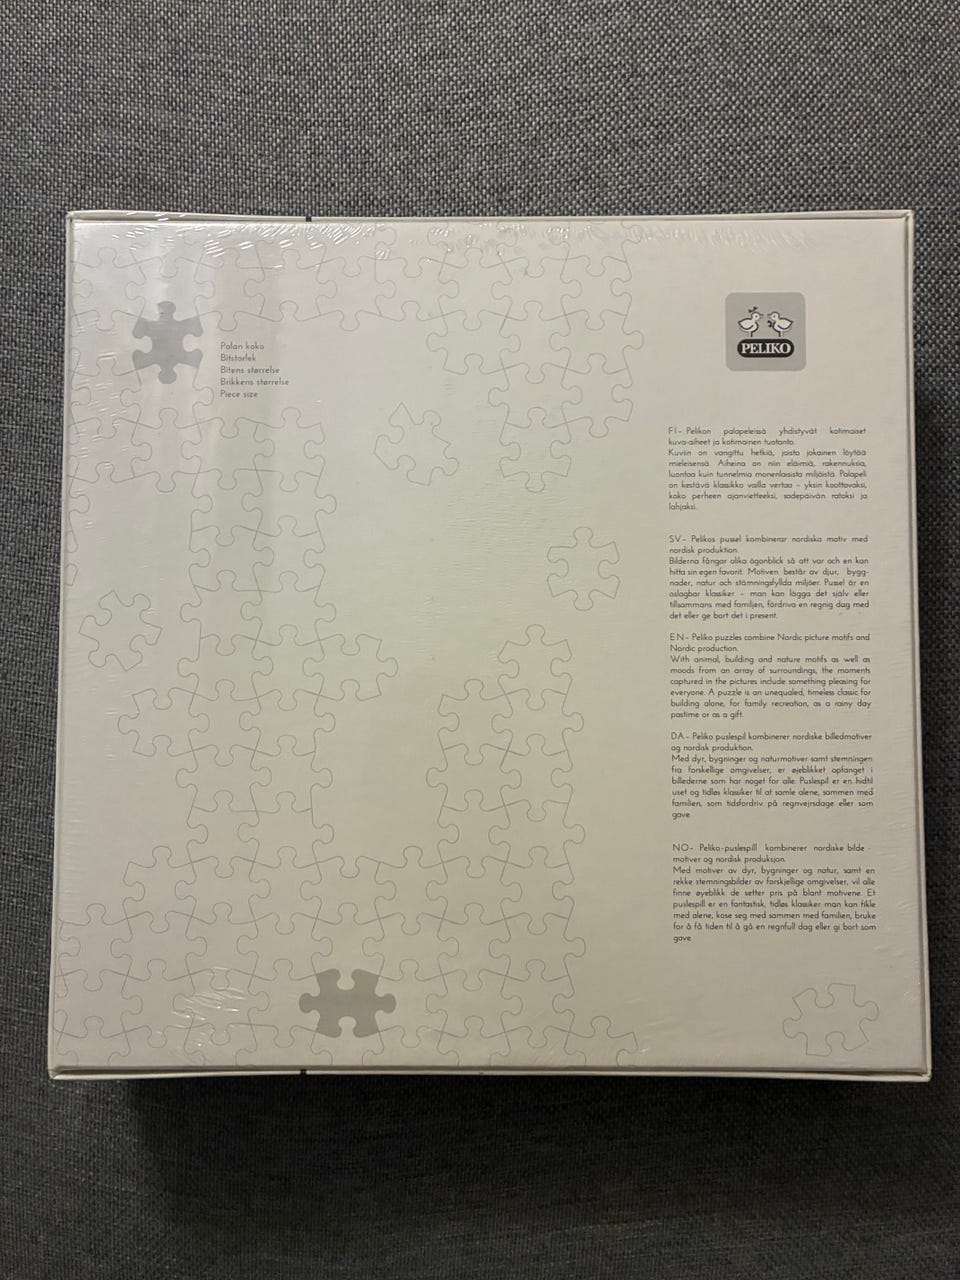 Palan koko
Bitstorlek
Bitens størrelse
Brikkens størrelse
Piece size
PELIKO
FI- Pelikon palapeleissä yhdistyvät kotimaiset
kuva-aiheet ja kotimainen tuotanto.
Kuviin on vangittu hetkiä, joista jokainen löytää
mieleisensä. Aiheina on niin eläimiä, rakennuksia,
luontoa kuin tunnelmia monenlaisista miljöistä. Palapeli
on kestävä klassikko vailla vertaa - yksin koottavaksi,
koko perheen ajanvietteeksi, sadepäivän ratoksi ja
lahjaksi.
SV- Pelikos pussel kombinerar nordiska motiv med
nordisk produktion.
Bilderna fångar olika ögonblick så att var och en kan
hitta sin egen favorit. Motiven består av djur, bygg-
nader, natur och stämningsfyllda miljöer. Pussel är en
oslagbar klassiker - man kan lägga det själv eller
tillsammans med familjen, fördriva en regnig dag med
det eller ge bort det i present.
EN- Peliko puzzles combine Nordic picture motifs and
Nordic production.
With animal, building and nature motifs as well as
moods from an array of surroundings, the moments
captured in the pictures include something pleasing for
everyone. A puzzle is an unequaled, timeless classic for
building alone, for family recreation, as a rainy day
pastime or as a gift.
DA- Peliko puslespil kombinerer nordiske billedmotiver
og nordisk produktion.
Med dyr, bygninger og naturmotiver samt stemningen
fra forskellige omgivelser, er øjeblikket opfanget i
billederne som har noget for alle. Puslespil er en hidtil
uset og tidløs klassiker til at samle alene, sammen med
familien, som tidsfordriv på regnvejrsdage eller som
gave.
NO- Peliko-puslespill kombinerer nordiske bilde-
motiver og nordisk produksjon.
Med motiver av dyr, bygninger og natur, samt en
rekke stemningsbilder av forskjellige omgivelser, vil alle
finne øyeblikk de setter pris på blant motivene. Et
puslespill er en fantastisk, tidløs klassiker man kan fikle
med alene, kose seg med sammen med familien, bruke
for å få tiden til å gå en regnfull dag eller gi bort som
gave.